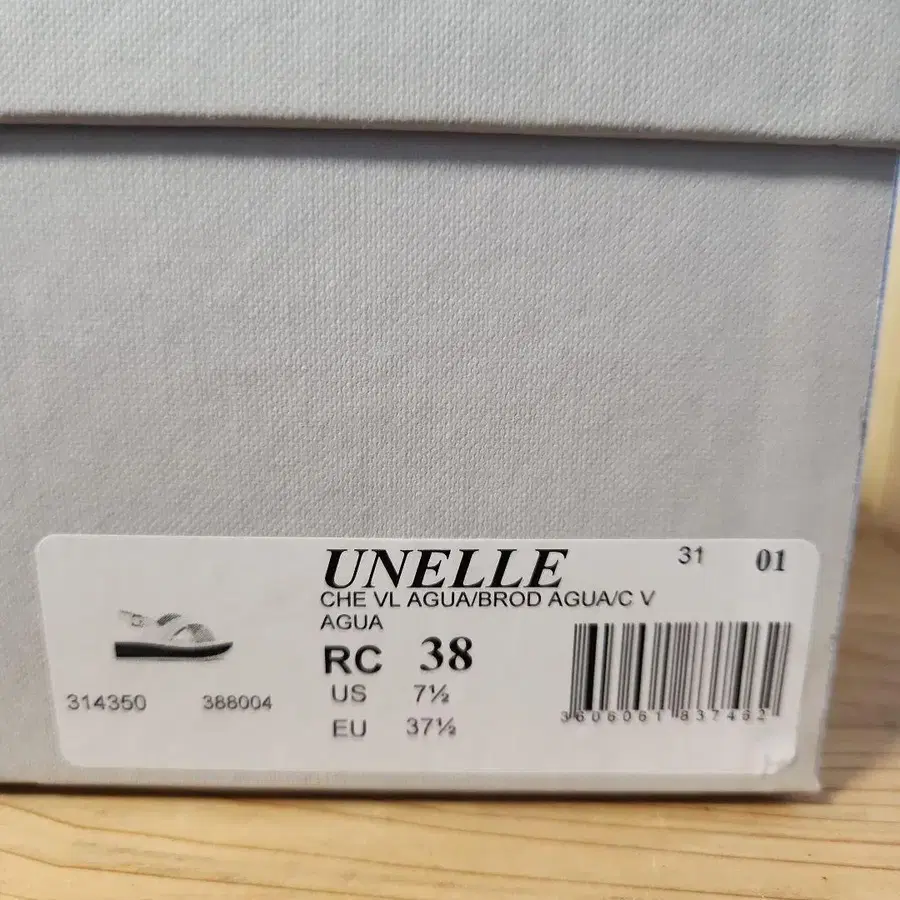 UNELLE 31 01
CHE VL AGUA/BROD AGUA/C V
AGUA
RC 38
US 7½
EU 37½
314350 388004
3606061837462